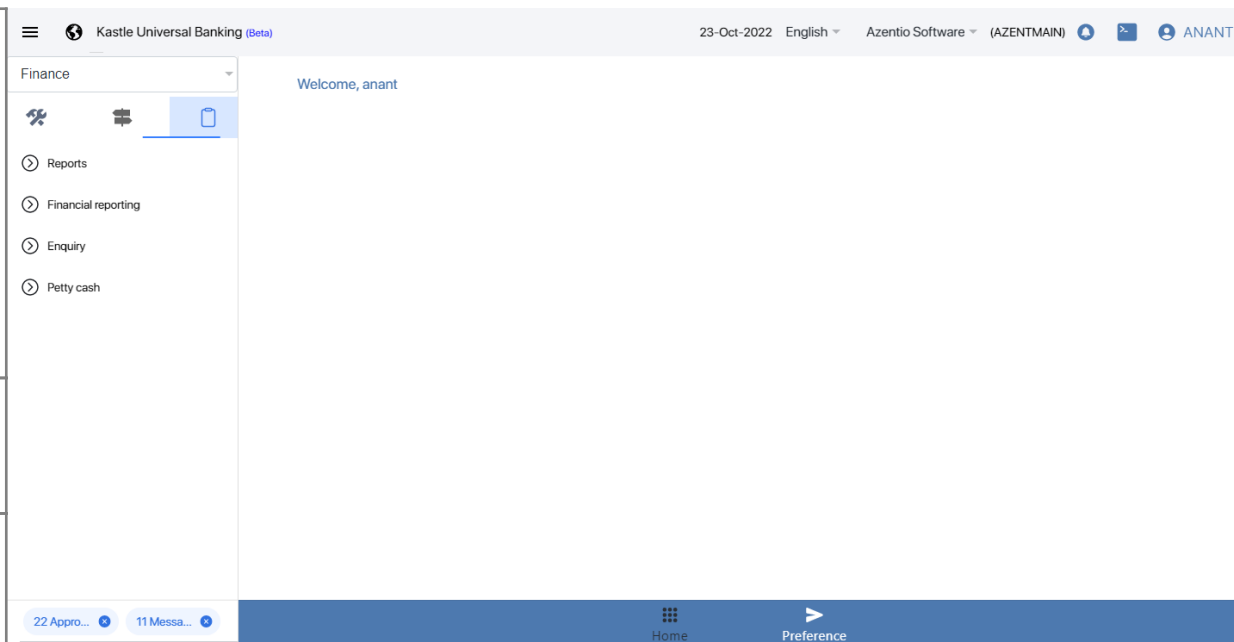 Kastle Universal Banking (Beta) 23-Oct-2022 English Azentio Software (AZENTMAIN) ANANT
Finance
Welcome, anant
Reports
Financial reporting
Enquiry
Petty cash
22 Appro... 11 Messa...
Home Preference